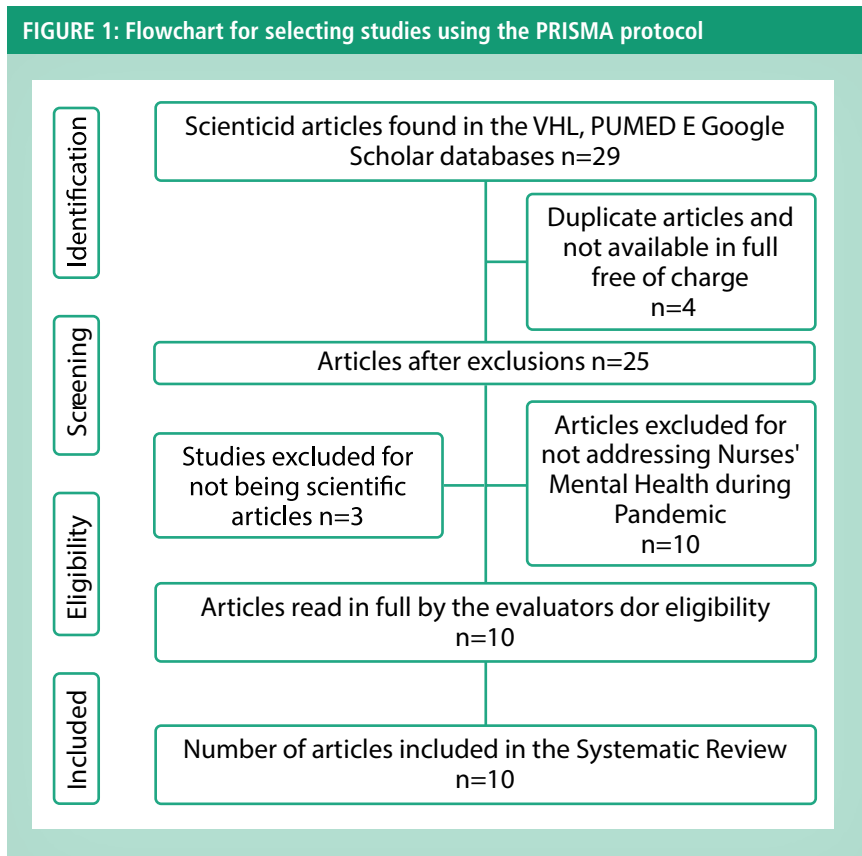 FIGURE 1: Flowchart for selecting studies using the PRISMA protocol
Identification
Scienticid articles found in the VHL, PUMED E Google
Scholar databases n=29
Duplicate articles and
not available in full
free of charge
n=4
Screening
Articles after exclusions n=25
Studies excluded for
not being scientific
articles n=3
Articles excluded for
not addressing Nurses'
Mental Health during
Pandemic
n=10
Eligibility
Articles read in full by the evaluators dor eligibility
n=10
Included
Number of articles included in the Systematic Review
n=10